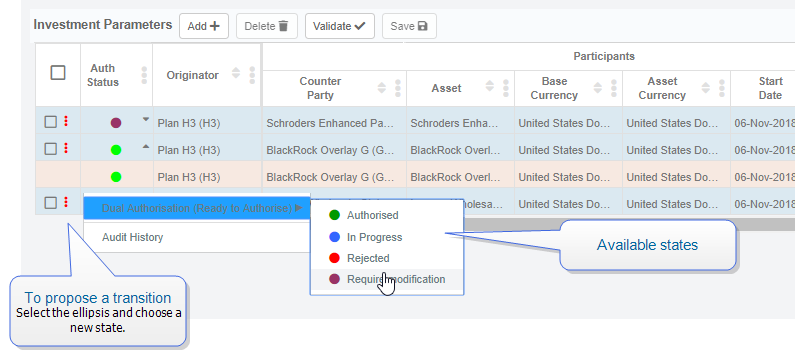 Investment Parameters Add Delete Validate Save
Participants
Auth Status Originator Counter Party Asset Base Currency Asset Currency Start Date
Plan H3 (H3) Schroders Enhanced Pa... Schroders Enha... United States Do... United States Do... 06-Nov-2018
Plan H3 (H3) BlackRock Overlay G (G... BlackRock Overl... United States Do... United States Do... 06-Nov-2018
Plan H3 (H3) BlackRock Overlay G (G... BlackRock Overl... United States Do... United States Do... 06-Nov-2018
United States Do... United States Do... 06-Nov-2018
Dual Authorisation (Ready to Authorise)
Audit History
Authorised
In Progress
Rejected
Require modification
Available states
To propose a transition
Select the ellipsis and choose a
new state.